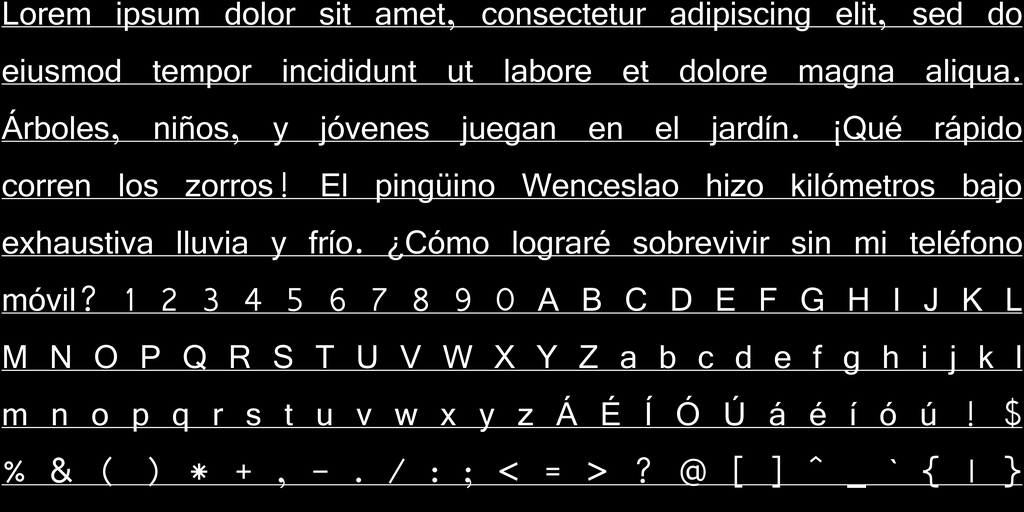 Lorem ipsum dolor sit amet, consectetur adipiscing elit, sed do
eiusmod tempor incididunt ut labore et dolore magna aliqua.
Árboles, niños, y jóvenes juegan en el jardín. ¡Qué rápido
corren los zorros! El pingüino Wenceslao hizo kilómetros bajo
exhaustiva lluvia y frío. ¿Cómo lograré sobrevivir sin mi teléfono
móvil? 1 2 3 4 5 6 7 8 9 0 A B C D E F G H I J K L
M N O P Q R S T U V W X Y Z a b c d e f g h i j k l
m n o p q r s t u v w x y z Á É Í Ó Ú á é í ó ú ! $
% & ( ) * + , - . / : ; < = > ? @ [ ] ^ _ ` { | }